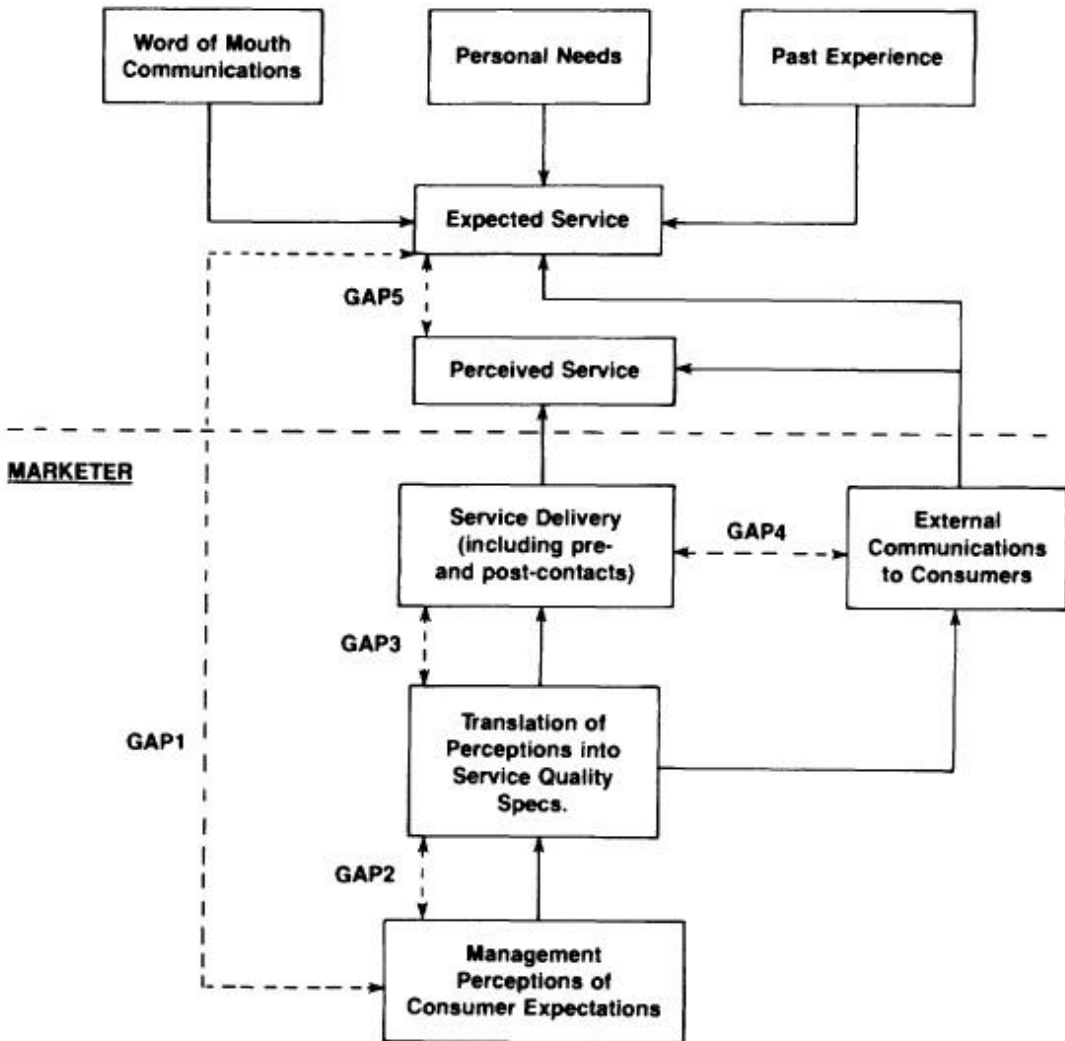 Word of Mouth
Communications
Personal Needs
Past Experience
Expected Service
GAP5
Perceived Service
MARKETER
Service Delivery
(including pre-
and post-contacts)
GAP4
External
Communications
to Consumers
GAP3
Translation of
Perceptions into
Service Quality
Specs.
GAP1
GAP2
Management
Perceptions of
Consumer Expectations